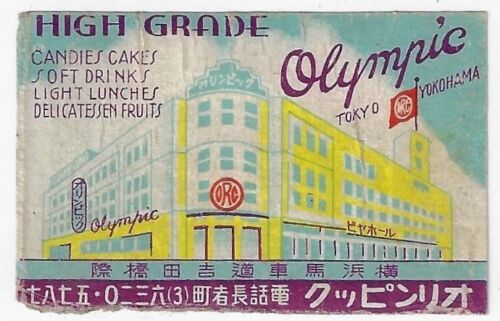 HIGH GRADE
CANDIES CAKES
SOFT DRINKS
LIGHT LUNCHES
DELICATESSEN FRUITS
Olympic
TOKYO YOKOHAMA
ORC
オリンピック
ORC
オリンピック
Olympic
ビヤホール
横浜馬車道吉田橋際
オリンピック 電話長者町(3)六三二〇・五七八七